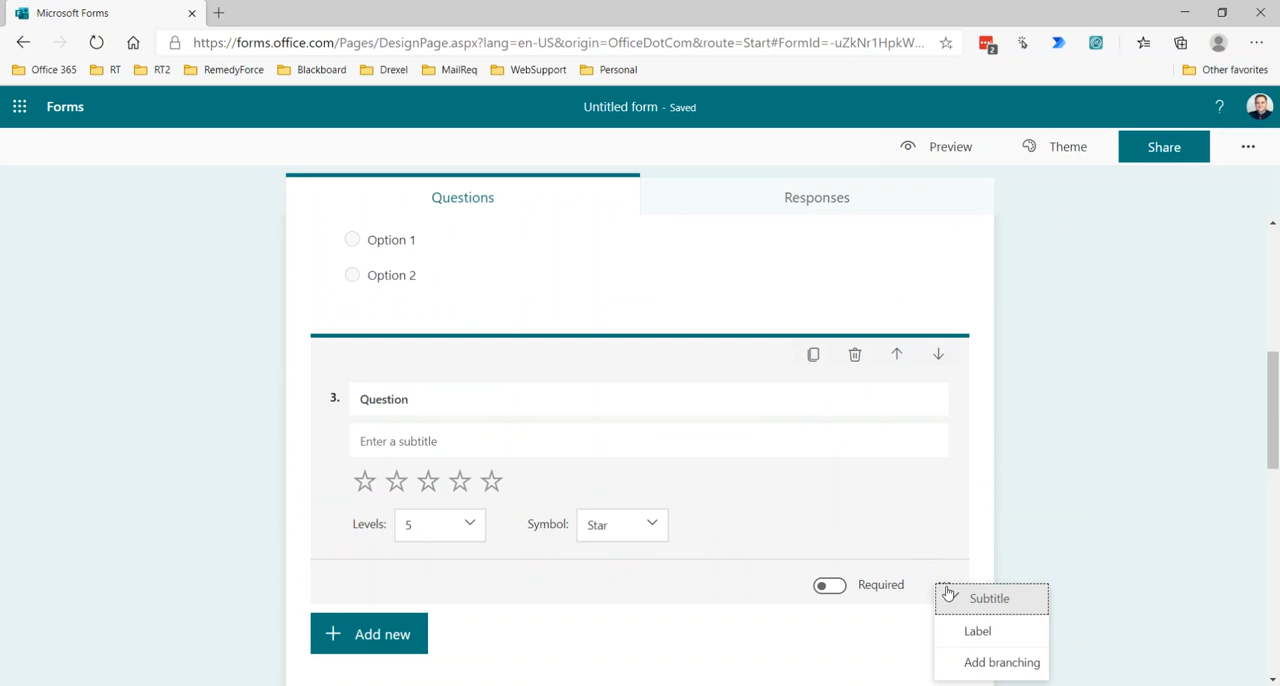 Microsoft Forms
https://forms.office.com/Pages/DesignPage.aspx?lang=en-US&origin=OfficeDotCom&route=Start#FormId=-uZkNr1HpkW...
2
Office 365
RT
RT2
RemedyForce
Blackboard
Drexel
MailReq
WebSupport
Personal
Other favorites
Forms
Untitled form - Saved
?
Preview
Theme
Share
Questions
Responses
Option 1
Option 2
3.
Question
Enter a subtitle
Levels:
5
Symbol:
Star
Required
Subtitle
Label
Add branching
Add new